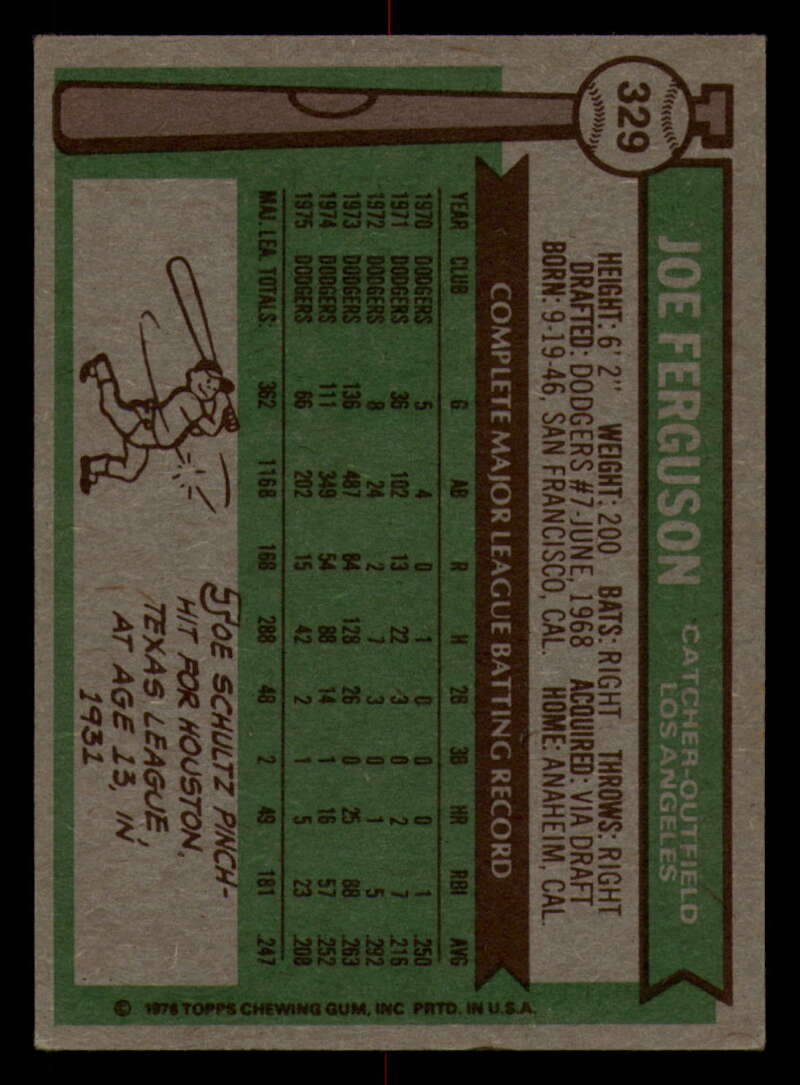 329
JOE FERGUSON
CATCHER-OUTFIELD
LOS ANGELES
HEIGHT: 6' 2" WEIGHT: 200 BATS: RIGHT THROWS: RIGHT
DRAFTED: DODGERS #7-JUNE, 1968 ACQUIRED: VIA DRAFT
BORN: 9-19-46, SAN FRANCISCO, CAL. HOME: ANAHEIM, CAL.
COMPLETE MAJOR LEAGUE BATTING RECORD
YEAR CLUB G AB R H 2B 3B HR RBI AVG
1970 DODGERS 5 4 0 1 0 0 0 1 .250
1971 DODGERS 36 102 13 22 3 0 2 7 .216
1972 DODGERS 8 24 2 7 3 0 1 5 .292
1973 DODGERS 136 487 84 128 26 0 25 88 .263
1974 DODGERS 111 349 54 88 14 1 16 57 .252
1975 DODGERS 66 202 15 42 2 1 5 23 .208
MAJ. LEA. TOTALS: 362 1168 168 288 48 2 49 181 .247
JOE SCHULTZ PINCH-
HIT FOR HOUSTON,
TEXAS LEAGUE,
AT AGE 13, IN
1931
© 1976 TOPPS CHEWING GUM, INC PRTD. IN U.S.A.